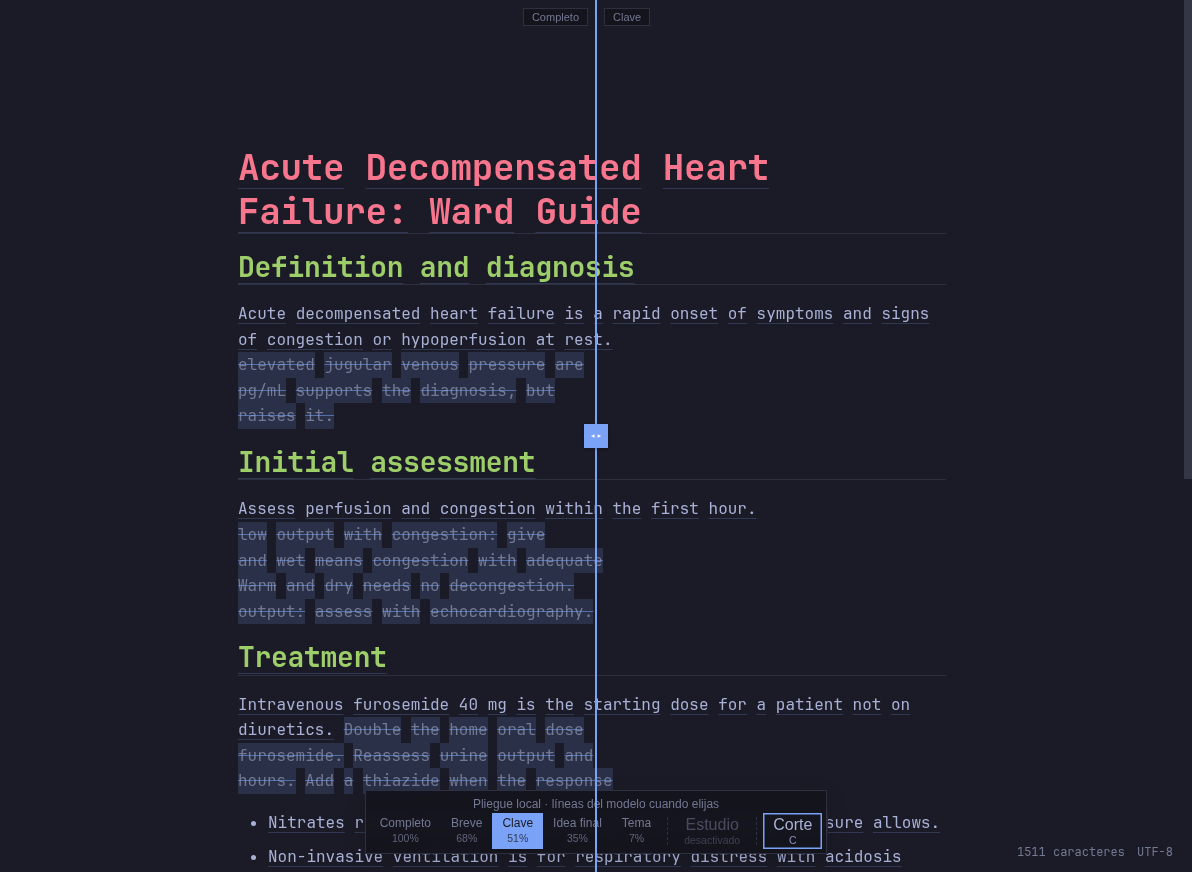 Completo Clave
Acute Decompensated Heart
Failure: Ward Guide
Definition and diagnosis
Acute decompensated heart failure is a rapid onset of symptoms and signs
of congestion or hypoperfusion at rest.
elevated jugular venous pressure are
pg/mL supports the diagnosis, but
raises it.
Initial assessment
Assess perfusion and congestion within the first hour.
low output with congestion: give
and wet means congestion with adequate
Warm and dry needs no decongestion.
output: assess with echocardiography.
Treatment
Intravenous furosemide 40 mg is the starting dose for a patient not on
diuretics. Double the home oral dose
furosemide. Reassess urine output and
hours. Add a thiazide when the response
Nitrates allows.
Non-invasive ventilation is for respiratory distress with acidosis
Pliegue local · líneas del modelo cuando elijas
Completo Breve Clave Idea final Tema Estudio Corte
100% 68% 51% 35% 7% desactivado C
1511 caracteres UTF-8